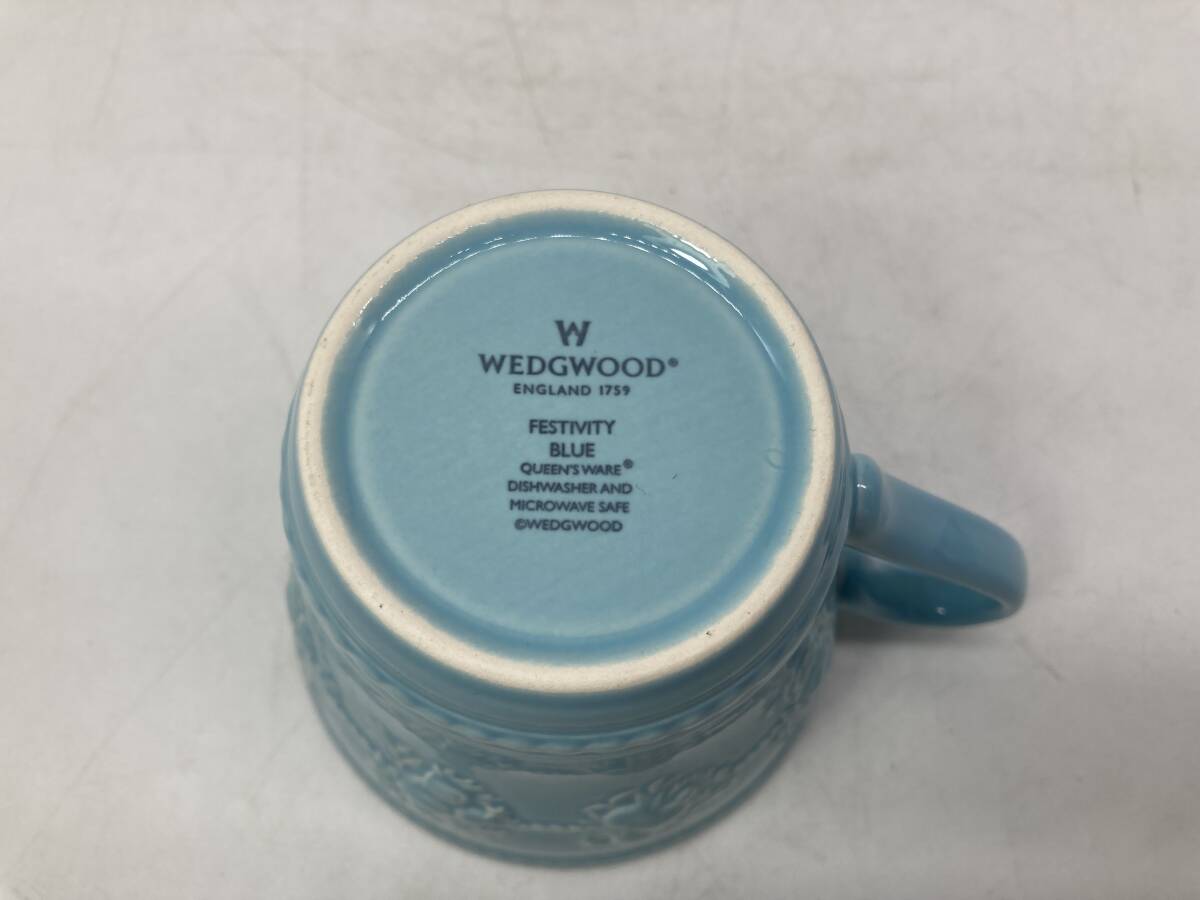 W
WEDGWOOD®
ENGLAND 1759
FESTIVITY
BLUE
QUEEN'S WARE®
DISHWASHER AND
MICROWAVE SAFE
©WEDGWOOD